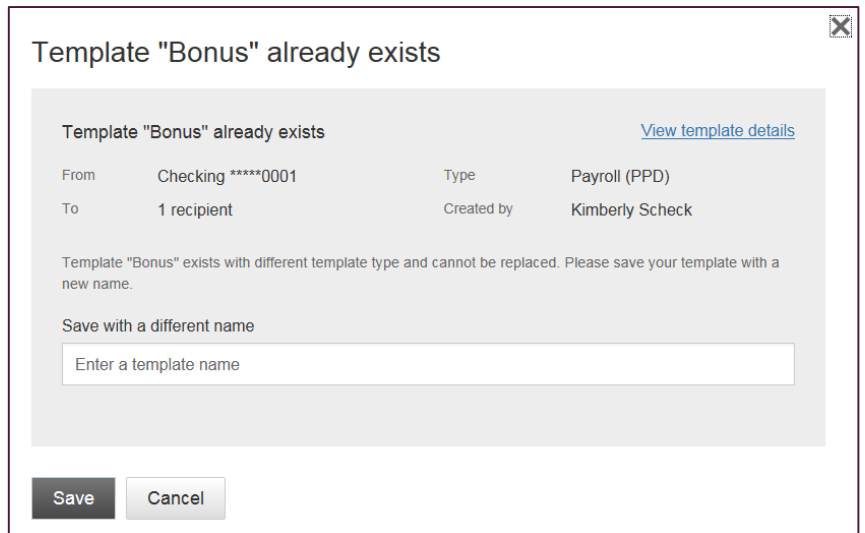 Template "Bonus" already exists
Template "Bonus" already exists View template details
From Checking *****0001 Type Payroll (PPD)
To 1 recipient Created by Kimberly Scheck
Template "Bonus" exists with different template type and cannot be replaced. Please save your template with a
new name.
Save with a different name
Enter a template name
Save Cancel